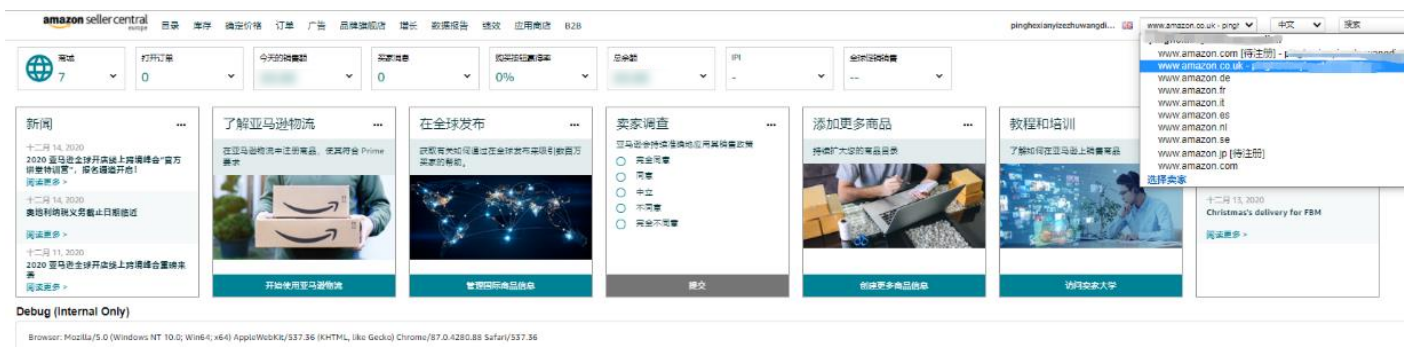 amazon seller central
europe
目录 库存 确定价格 订单 广告 品牌旗舰店 增长 数据报告 绩效 应用商店 B2B
pinghexianyizezhuwangdi...
www.amazon.co.uk - pingh
中文
搜索
www.amazon.com [待注册] -
www.amazon.co.uk -
www.amazon.de
www.amazon.fr
www.amazon.it
www.amazon.es
www.amazon.nl
www.amazon.se
www.amazon.jp [待注册]
www.amazon.com
选择卖家
商城
7
打开订单
0
今天的销售额
买家消息
0
购买按钮赢得率
0%
总余额
IPI
-
全球促销销售
--
新闻
十二月 14, 2020
2020 亚马逊全球开店线上跨境峰会“官方
讲堂特训营”，报名通道开启！
阅读更多 >
十二月 14, 2020
奥地利纳税义务截止日期临近
阅读更多 >
十二月 11, 2020
2020 亚马逊全球开店线上跨境峰会重磅来
袭
阅读更多 >
了解亚马逊物流
在亚马逊物流中注册商品，使其符合 Prime
要求
开始使用亚马逊物流
在全球发布
获取有关如何通过在全球发布来吸引数百万
买家的帮助。
管理国际商品信息
卖家调查
亚马逊会持续准确地应用其销售政策
完全同意
同意
中立
不同意
完全不同意
提交
添加更多商品
持续扩大您的商品目录
创建更多商品信息
教程和培训
了解如何在亚马逊上销售商品
访问卖家大学
十二月 13, 2020
Christmas's delivery for FBM
阅读更多 >
Debug (Internal Only)
Browser: Mozilla/5.0 (Windows NT 10.0; Win64; x64) AppleWebKit/537.36 (KHTML, like Gecko) Chrome/87.0.4280.88 Safari/537.36